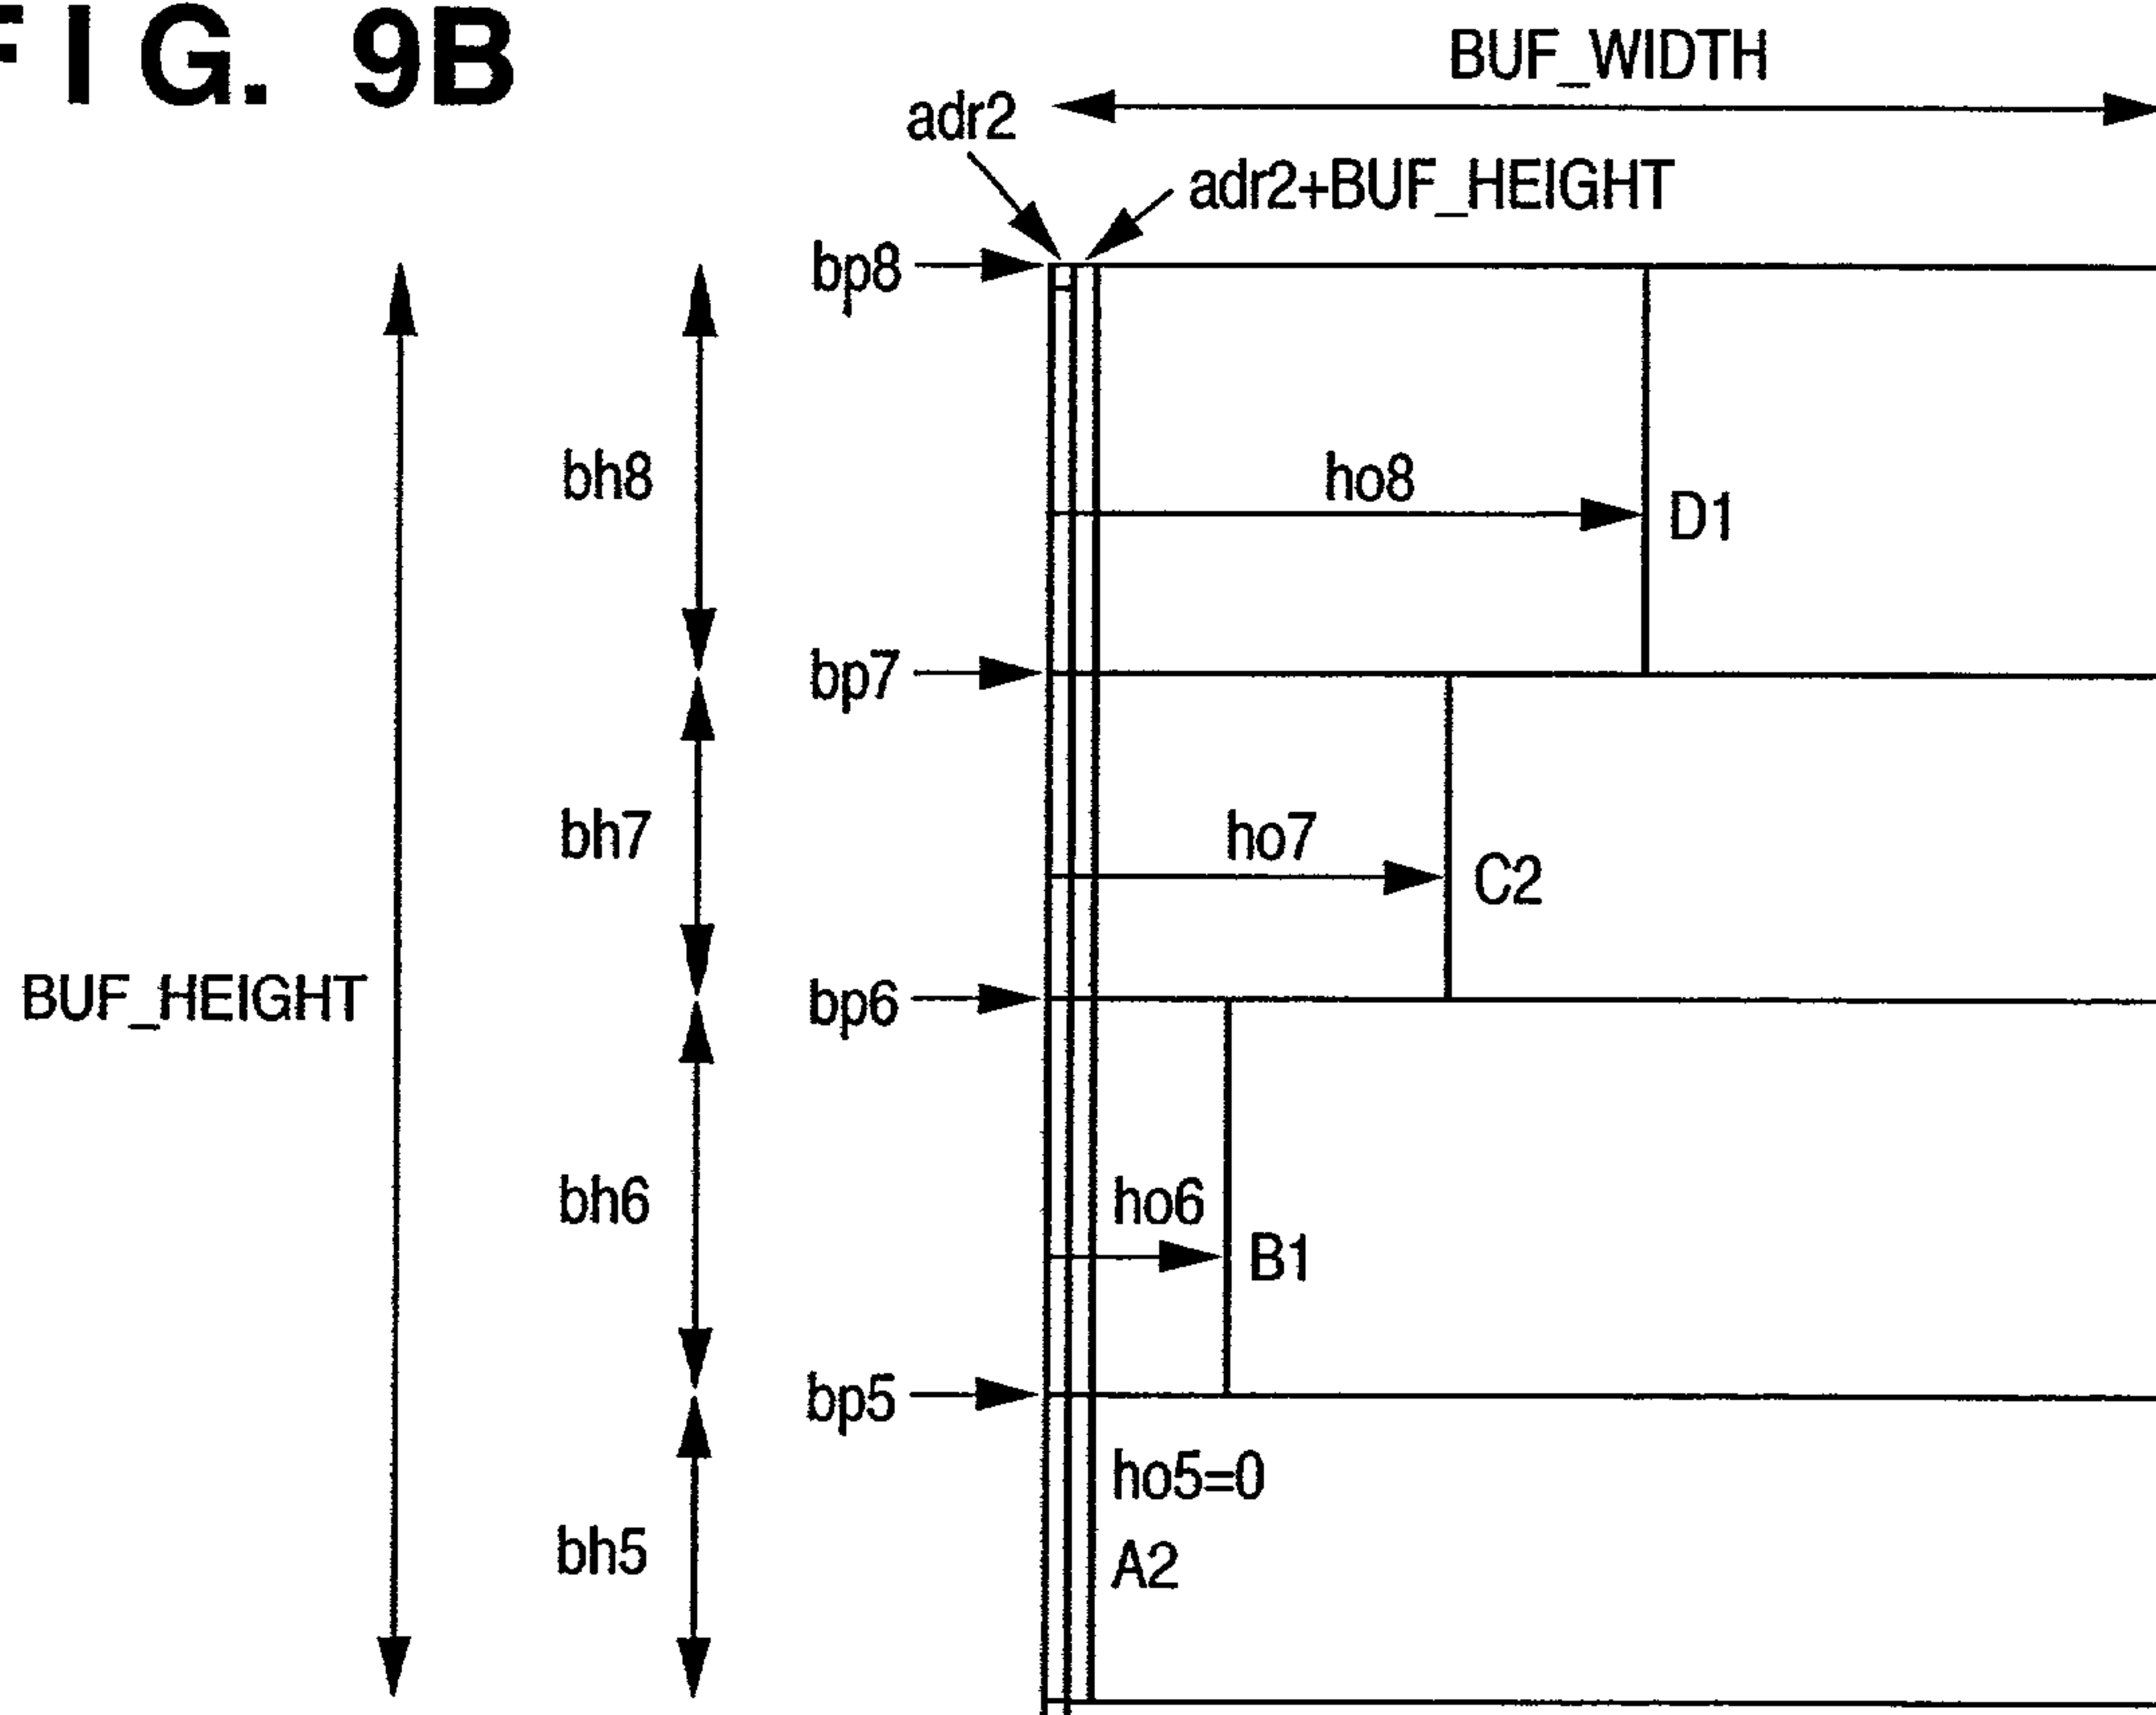 FIG. 9B
BUF_WIDTH
adr2
adr2+BUF_HEIGHT
bp8
bh8
ho8
D1
bp7
bh7
ho7
C2
BUF_HEIGHT
bp6
bh6
ho6
B1
bp5
ho5=0
bh5
A2